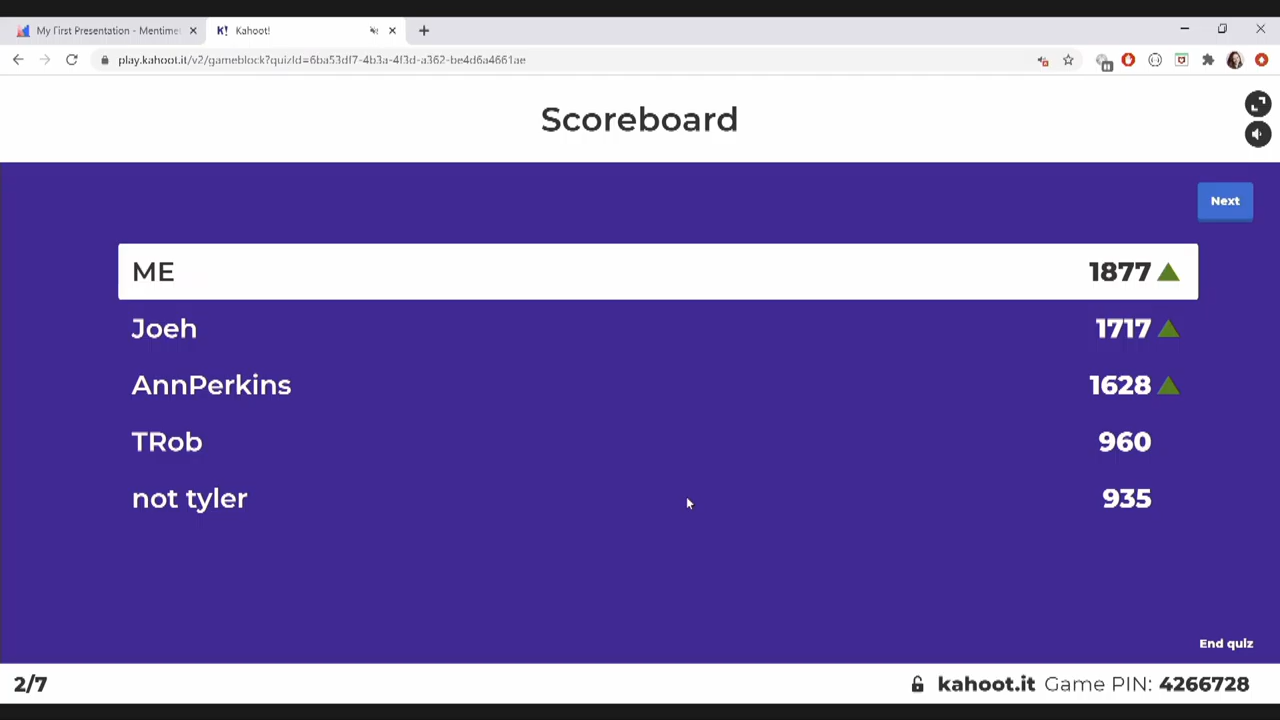 My First Presentation - Mentime
K! Kahoot!
play.kahoot.it/v2/gameblock?quizId=6ba53df7-4b3a-4f3d-a362-be4d6a4661ae
Scoreboard
Next
ME 1877
Joeh 1717
AnnPerkins 1628
TRob 960
not tyler 935
End quiz
2/7 kahoot.it Game PIN: 4266728